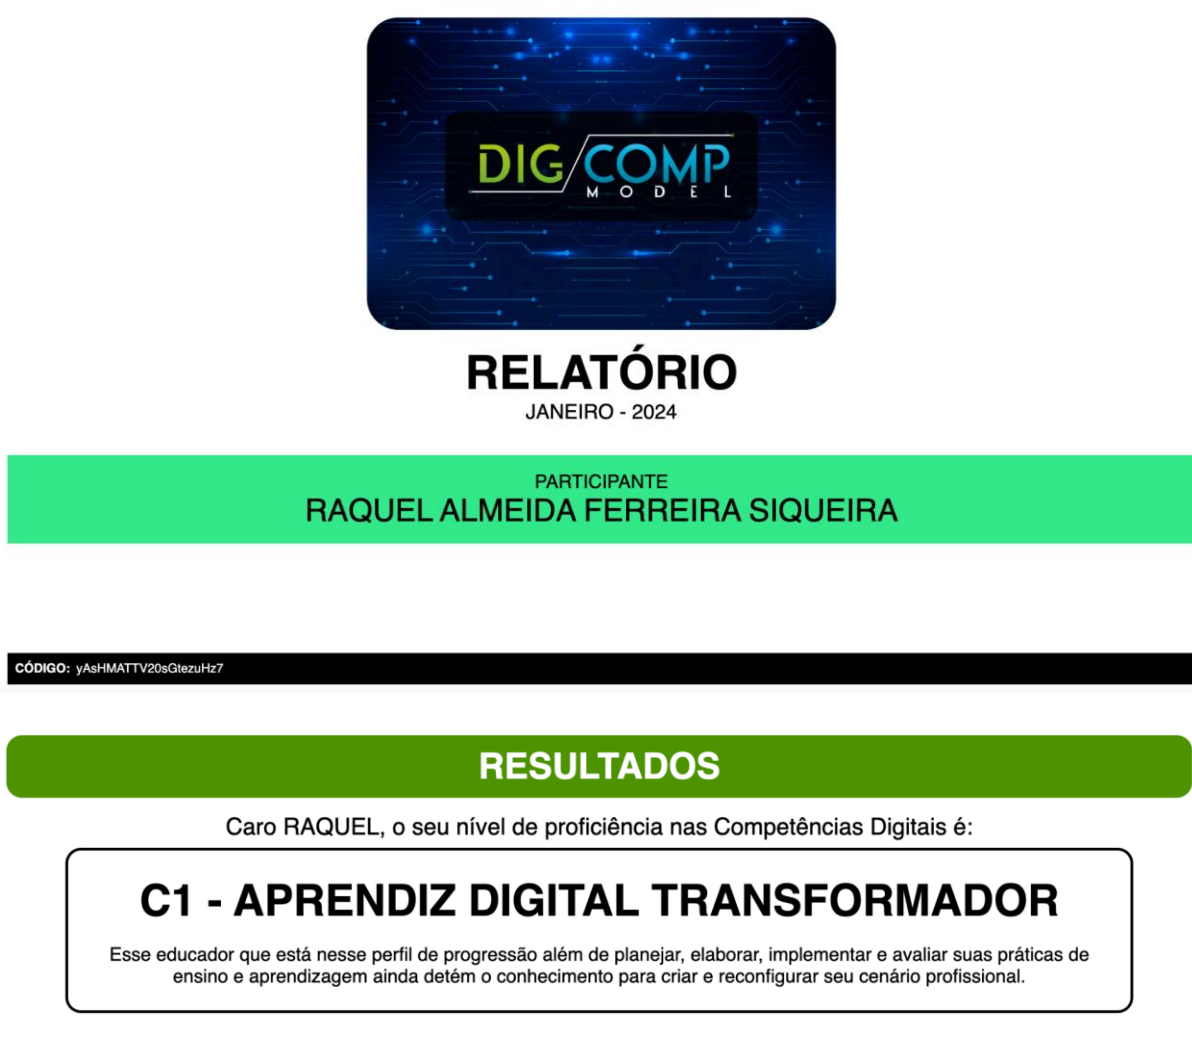 DIG/COMP
MODEL
RELATÓRIO
JANEIRO - 2024
PARTICIPANTE
RAQUEL ALMEIDA FERREIRA SIQUEIRA
CÓDIGO: yAsHMATTV20sGtezuHz7
RESULTADOS
Caro RAQUEL, o seu nível de proficiência nas Competências Digitais é:
C1 - APRENDIZ DIGITAL TRANSFORMADOR
Esse educador que está nesse perfil de progressão além de planejar, elaborar, implementar e avaliar suas práticas de
ensino e aprendizagem ainda detém o conhecimento para criar e reconfigurar seu cenário profissional.